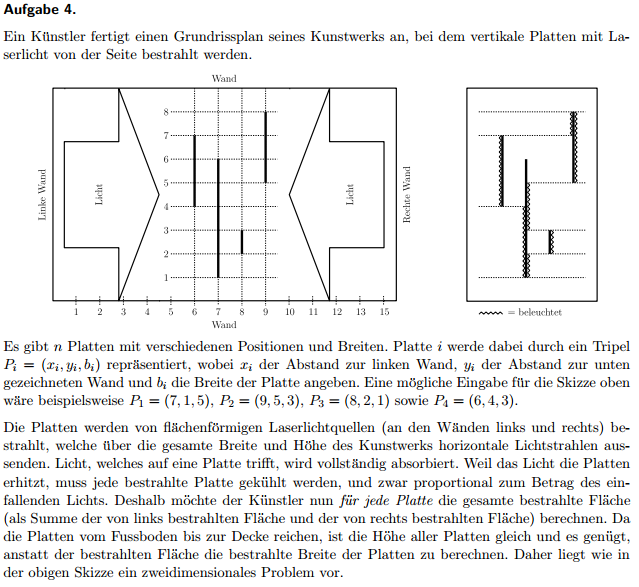 Aufgabe 4.
Ein Künstler fertigt einen Grundrissplan seines Kunstwerks an, bei dem vertikale Platten mit La-
serlicht von der Seite bestrahlt werden.
Wand
Linke Wand
Licht
8
7
6
5
4
3
2
1
Licht
Rechte Wand
1 2 3 4 5 6 7 8 9 10 11 12 13 14 15
Wand
= beleuchtet
Es gibt n Platten mit verschiedenen Positionen und Breiten. Platte i werde dabei durch ein Tripel
P_i = (x_i, y_i, b_i) repräsentiert, wobei x_i der Abstand zur linken Wand, y_i der Abstand zur unten
gezeichneten Wand und b_i die Breite der Platte angeben. Eine mögliche Eingabe für die Skizze oben
wäre beispielsweise P_1 = (7, 1, 5), P_2 = (9, 5, 3), P_3 = (8, 2, 1) sowie P_4 = (6, 4, 3).
Die Platten werden von flächenförmigen Laserlichtquellen (an den Wänden links und rechts) be-
strahlt, welche über die gesamte Breite und Höhe des Kunstwerks horizontale Lichtstrahlen aus-
senden. Licht, welches auf eine Platte trifft, wird vollständig absorbiert. Weil das Licht die Platten
erhitzt, muss jede bestrahlte Platte gekühlt werden, und zwar proportional zum Betrag des ein-
fallenden Lichts. Deshalb möchte der Künstler nun für jede Platte die gesamte bestrahlte Fläche
(als Summe der von links bestrahlten Fläche und der von rechts bestrahlten Fläche) berechnen. Da
die Platten vom Fussboden bis zur Decke reichen, ist die Höhe aller Platten gleich und es genügt,
anstatt der bestrahlten Fläche die bestrahlte Breite der Platten zu berechnen. Daher liegt wie in
der obigen Skizze ein zweidimensionales Problem vor.